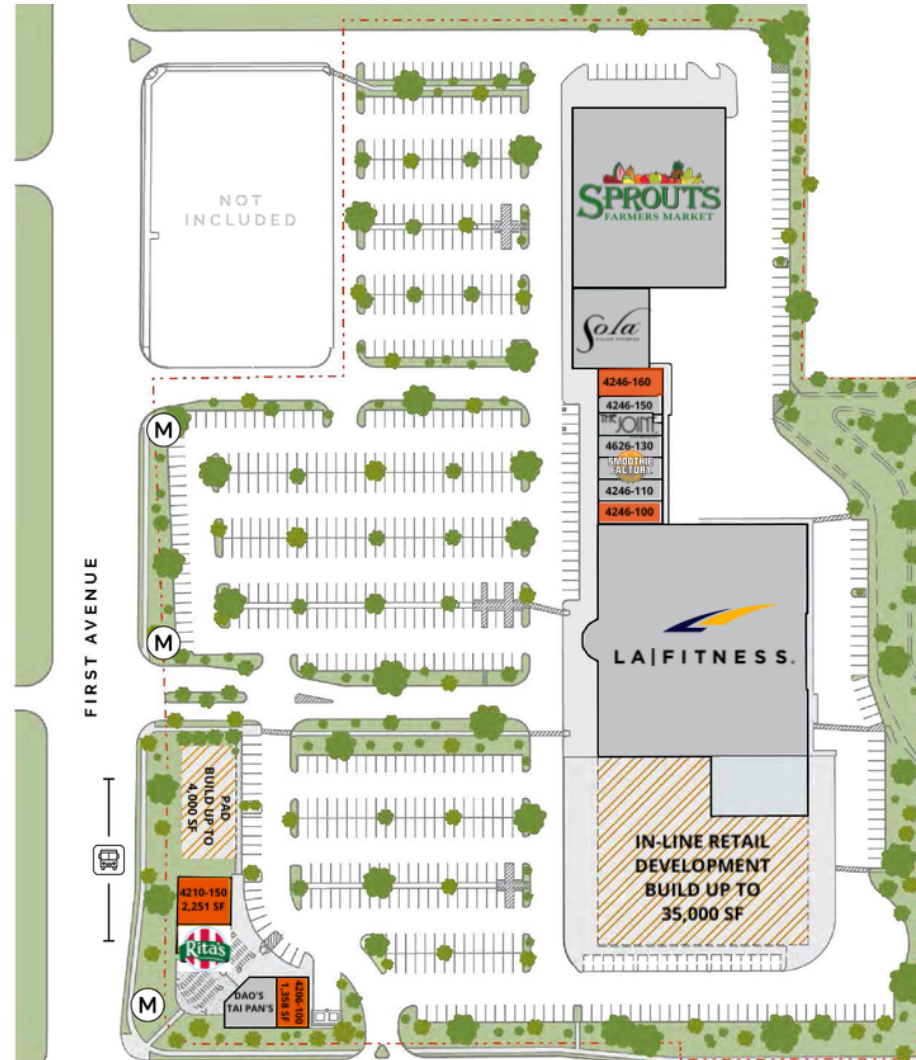 NOT
INCLUDED
SPROUTS
FARMERS MARKET
Sola
SALON STUDIOS
4246-160
4246-150
THE JOINT
4626-130
SMOOTHIE
FACTORY
4246-110
4246-100
M
M
LA|FITNESS.
FIRST AVENUE
PAD
BUILD UP TO
4,000 SF
IN-LINE RETAIL
DEVELOPMENT
BUILD UP TO
35,000 SF
4210-150
2,251 SF
Rita's
M
DAO'S
TAI PAN'S
4206-100
1,358 SF